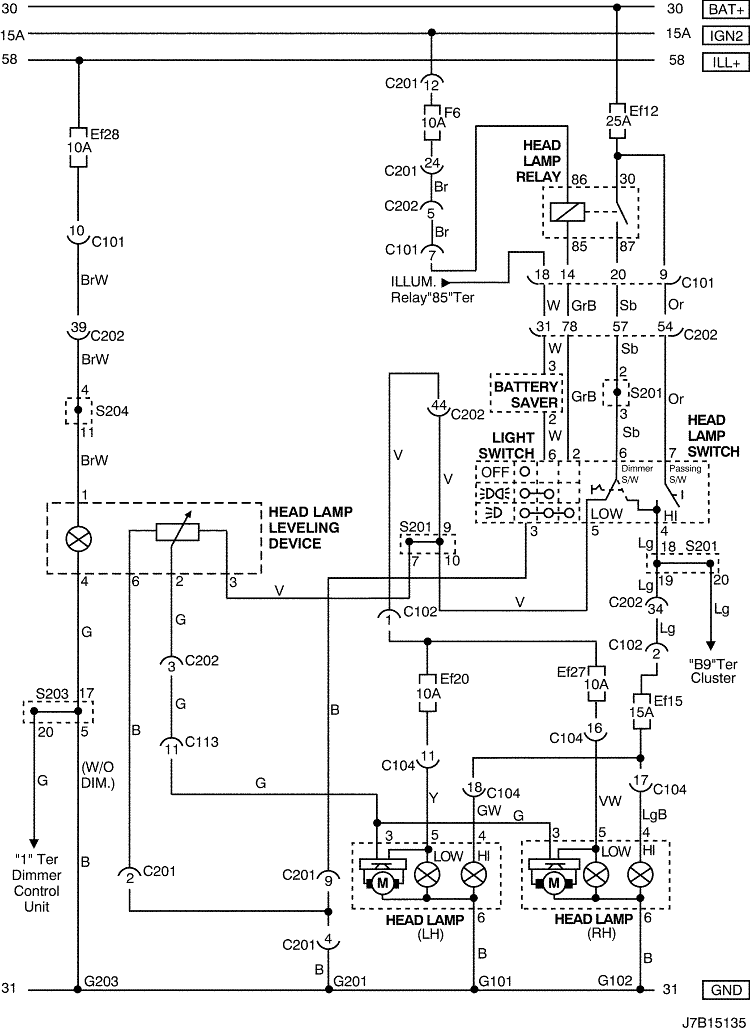 30 30 BAT+
15A 15A IGN2
58 58 ILL+
C201 12
Ef28
10A
F6
10A
Ef12
25A
HEAD
LAMP
RELAY
C201 24
Br
86 30
C202 5
10
C101
Br
C101 7
85 87
BrW
ILLUM.
Relay"85"Ter
18 14 20 9
C101
W GrB Sb Or
39
C202
31 78 57 54
C202
BrW
W Sb
3 2
4
S204
11
BATTERY
SAVER
GrB
S201
Or
44
C202
2 3
HEAD
LAMP
SWITCH
LIGHT
SWITCH
W Sb
BrW
V V
6 2 6 7
OFF
Dimmer
S/W
Passing
S/W
1
HEAD LAMP
LEVELING
DEVICE
LOW HI
S201 9
3 5 4
7 10
Lg 18 S201
4 6 2 3
19 20
V
V
Lg
Lg
C202 34
C102
1
Lg
G G
C102 2
"B9"Ter
Cluster
3 C202
Ef20
10A
Ef27
10A
Ef15
15A
S203 17
G
20 5
B B
11 C113
16
C104
(W/O
DIM.)
C104 11
G
G
18 C104
17
C104
Y GW VW LgB
G
3 5 4 3 5 4
"1" Ter
Dimmer
Control
Unit
B
LOW HI LOW HI
2 C201
C201 9
M M
HEAD LAMP
(LH)
6
HEAD LAMP
(RH)
6
C201 4
B B B
31 G203 G201 G101 G102 31 GND
J7B15135